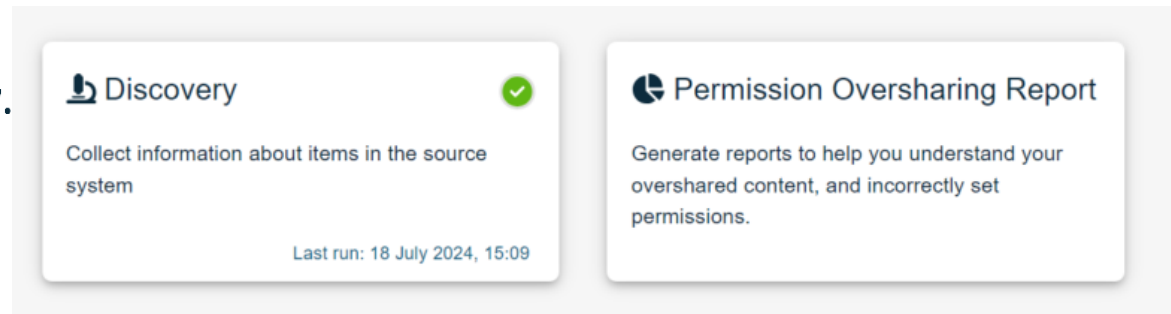 Discovery
Collect information about items in the source
system
Last run: 18 July 2024, 15:09
Permission Oversharing Report
Generate reports to help you understand your
overshared content, and incorrectly set
permissions.